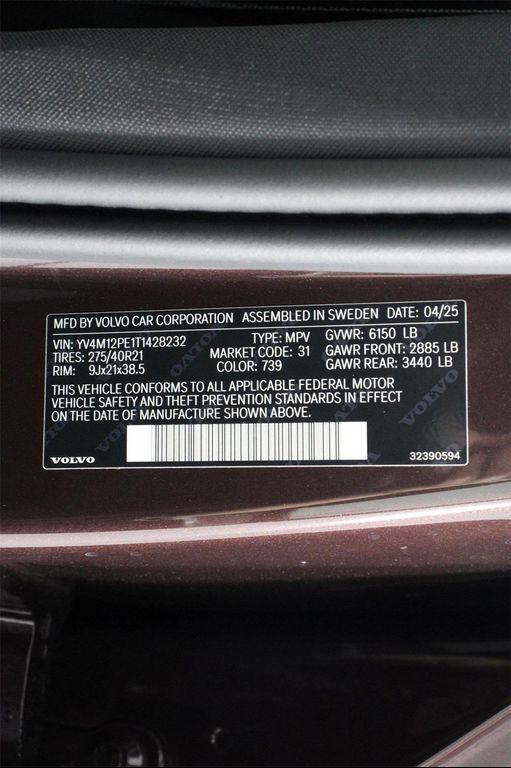 MFD BY VOLVO CAR CORPORATION ASSEMBLED IN SWEDEN DATE: 04/25
VIN: YV4M12PE1T1428232 TYPE: MPV GVWR: 6150 LB
TIRES: 275/40R21 MARKET CODE: 31 GAWR FRONT: 2885 LB
RIM: 9Jx21x38.5 COLOR: 739 GAWR REAR: 3440 LB
THIS VEHICLE CONFORMS TO ALL APPLICABLE FEDERAL MOTOR
VEHICLE SAFETY AND THEFT PREVENTION STANDARDS IN EFFECT
ON THE DATE OF MANUFACTURE SHOWN ABOVE.
VOLVO 32390594